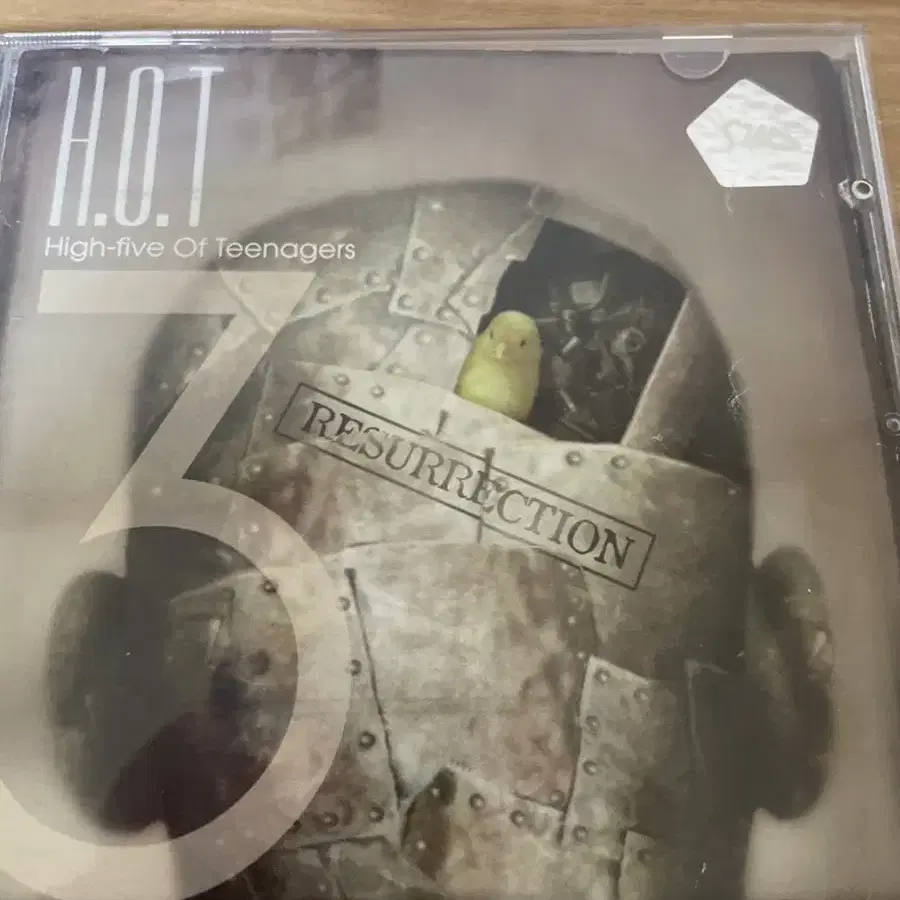 H.O.T
High-five Of Teenagers
3
RESURRECTION